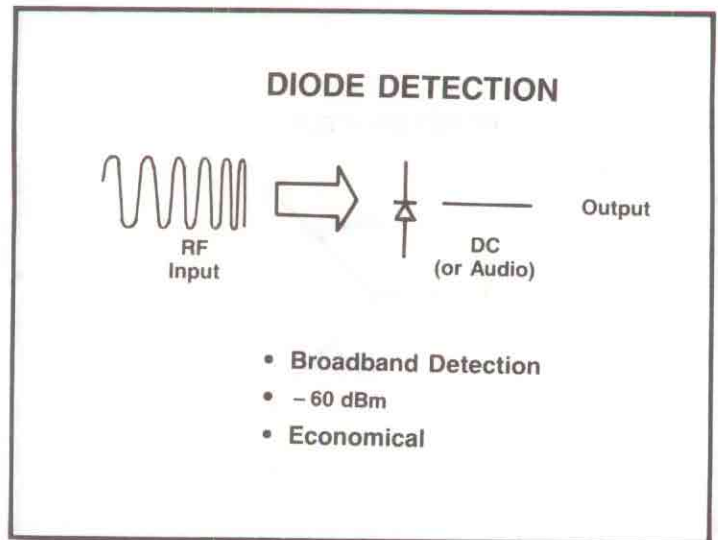 DIODE DETECTION
RF
Input
DC
(or Audio)
Output
• Broadband Detection
• – 60 dBm
• Economical